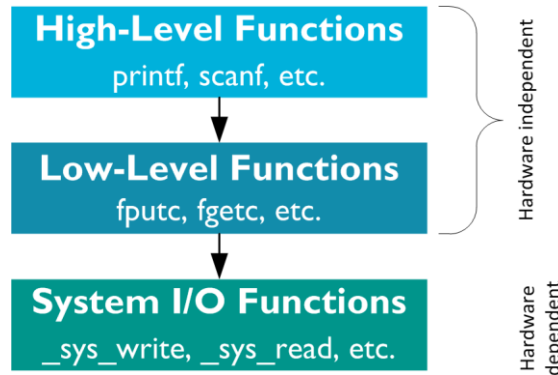 High-Level Functions
printf, scanf, etc.
Low-Level Functions
fputc, fgetc, etc.
Hardware independent
System I/O Functions
_sys_write, _sys_read, etc.
Hardware
dependent